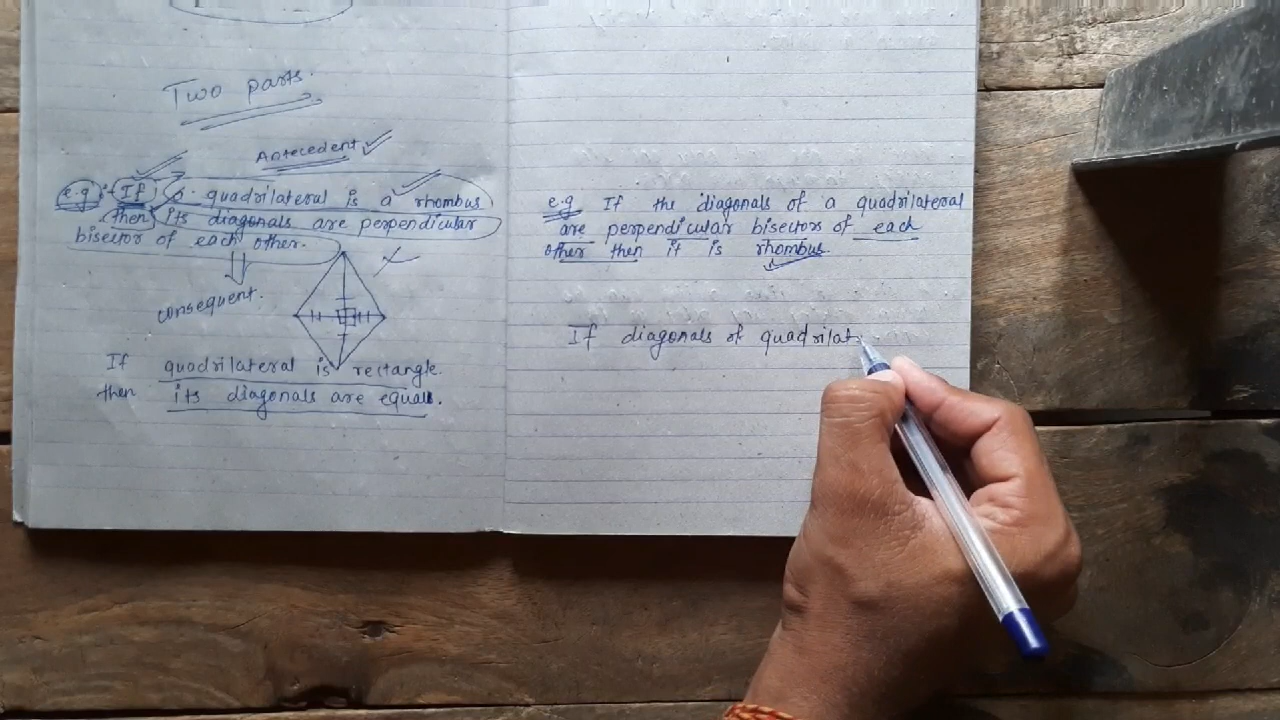 Two parts.
Antecedent
e.g :- If a quadrilateral is a rhombus
then its diagonals are perpendicular
bisector of each other.
consequent.
If quadrilateral is rectangle.
then its diagonals are equal.
e.g If the diagonals of a quadrilateral
are perpendicular bisectors of each
other then it is rhombus.
If diagonals of quadrilat